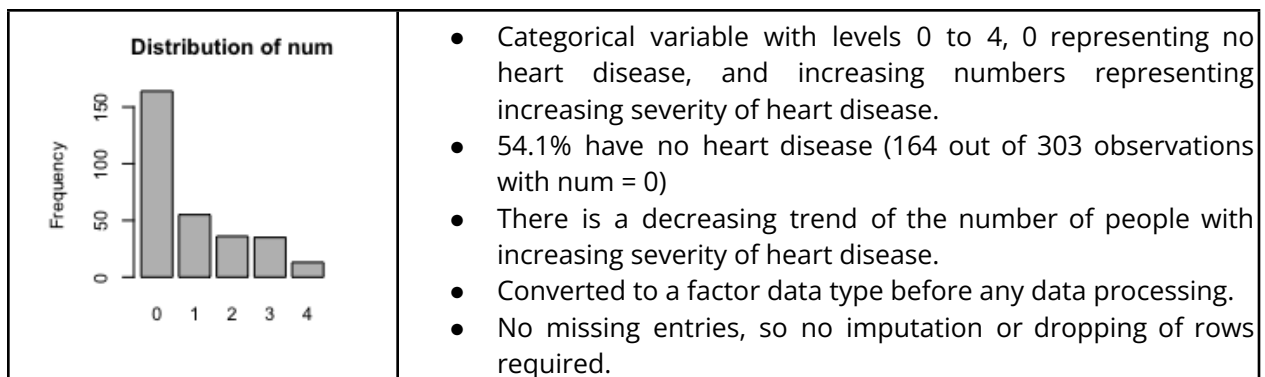 Distribution of num
Frequency
150
100
50
0
0 1 2 3 4
● Categorical variable with levels 0 to 4, 0 representing no
heart disease, and increasing numbers representing
increasing severity of heart disease.
● 54.1% have no heart disease (164 out of 303 observations
with num = 0)
● There is a decreasing trend of the number of people with
increasing severity of heart disease.
● Converted to a factor data type before any data processing.
● No missing entries, so no imputation or dropping of rows
required.